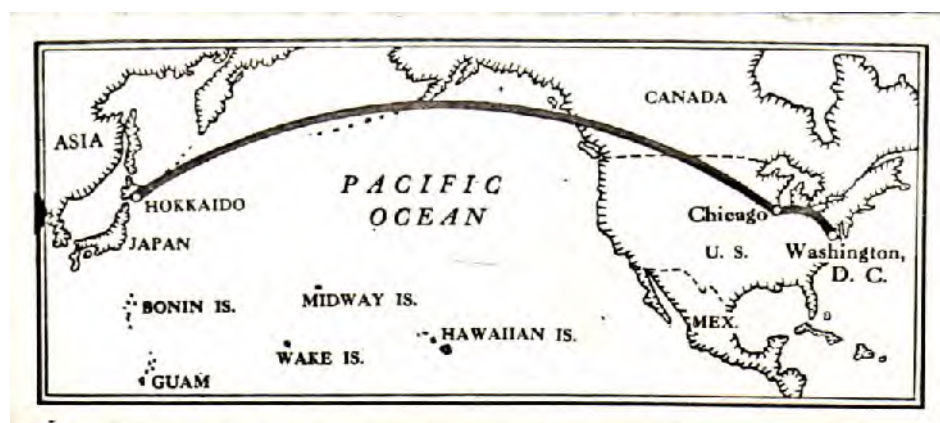 CANADA
ASIA
PACIFIC
OCEAN
HOKKAIDO
Chicago
JAPAN
U. S.
Washington,
D. C.
BONIN IS.
MIDWAY IS.
MEX.
HAWAIIAN IS.
WAKE IS.
GUAM